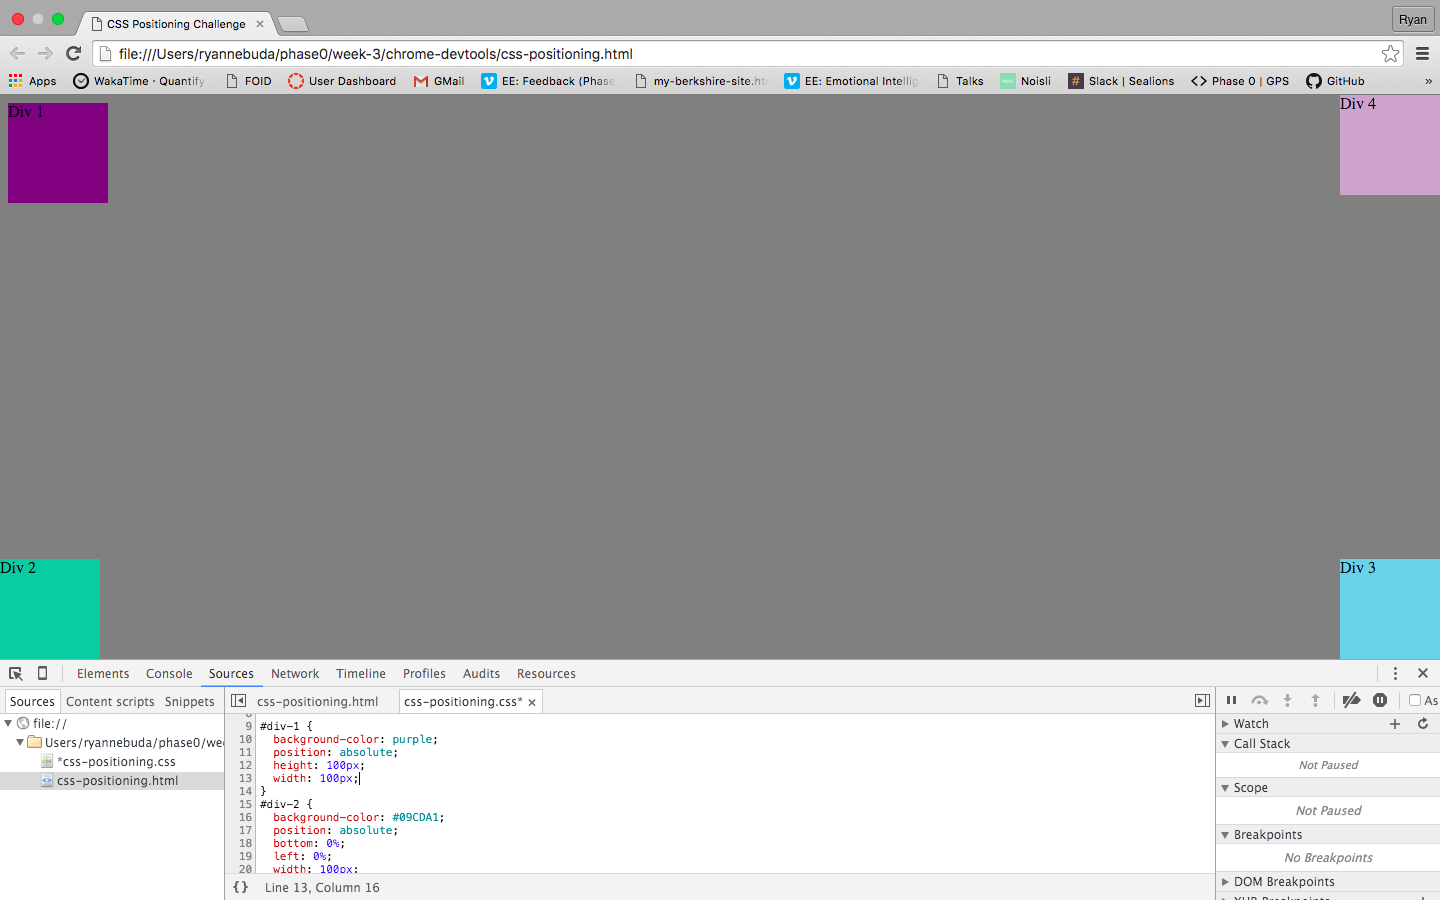 CSS Positioning Challenge
Ryan
file:///Users/ryannebuda/phase0/week-3/chrome-devtools/css-positioning.html
Apps WakaTime · Quantify FOID User Dashboard GMail EE: Feedback (Phase my-berkshire-site.ht EE: Emotional Intellig Talks Noisli Slack | Sealions Phase 0 | GPS GitHub »
Div 1
Div 4
Div 2
Div 3
Elements Console Sources Network Timeline Profiles Audits Resources
Sources Content scripts Snippets
css-positioning.html css-positioning.css*
As
file://
Users/ryannebuda/phase0/we
*css-positioning.css
css-positioning.html
9 #div-1 {
10 background-color: purple;
11 position: absolute;
12 height: 100px;
13 width: 100px;
14 }
15 #div-2 {
16 background-color: #09CDA1;
17 position: absolute;
18 bottom: 0%;
19 left: 0%;
20 width: 100px;
{} Line 13, Column 16
Watch
Call Stack
Not Paused
Scope
Not Paused
Breakpoints
No Breakpoints
DOM Breakpoints
XHR Breakpoints